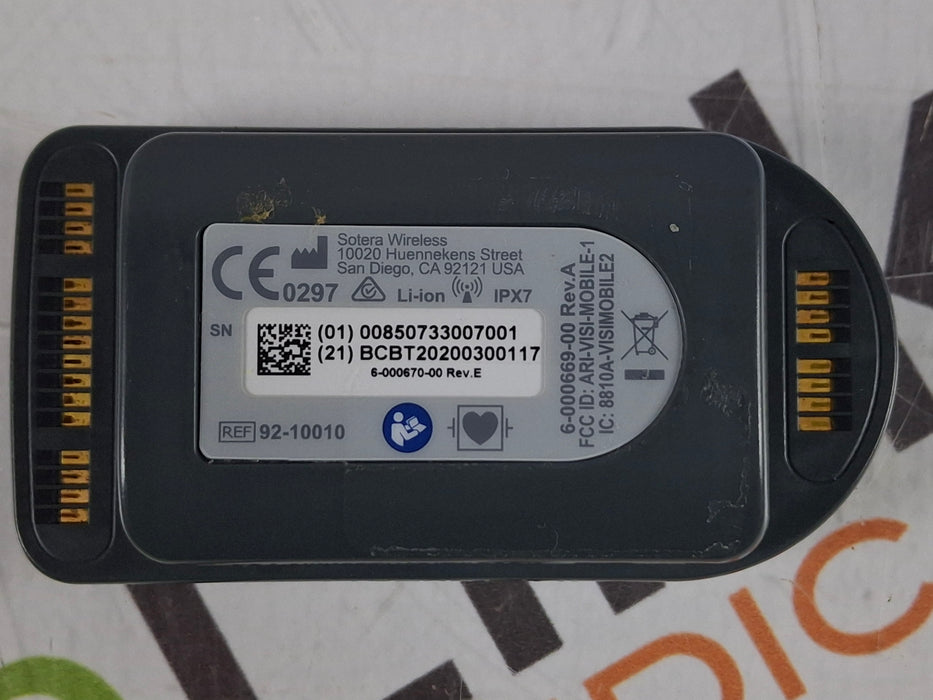 CE 0297
Sotera Wireless
10020 Huennekens Street
San Diego, CA 92121 USA
Li-ion
IPX7
SN
(01) 00850733007001
(21) BCBT20200300117
6-000670-00 Rev.E
REF 92-10010
6-000669-00 Rev.A
FCC ID: ARI-VISI-MOBILE-1
IC: 8810A-VISIMOBILE2
DIC